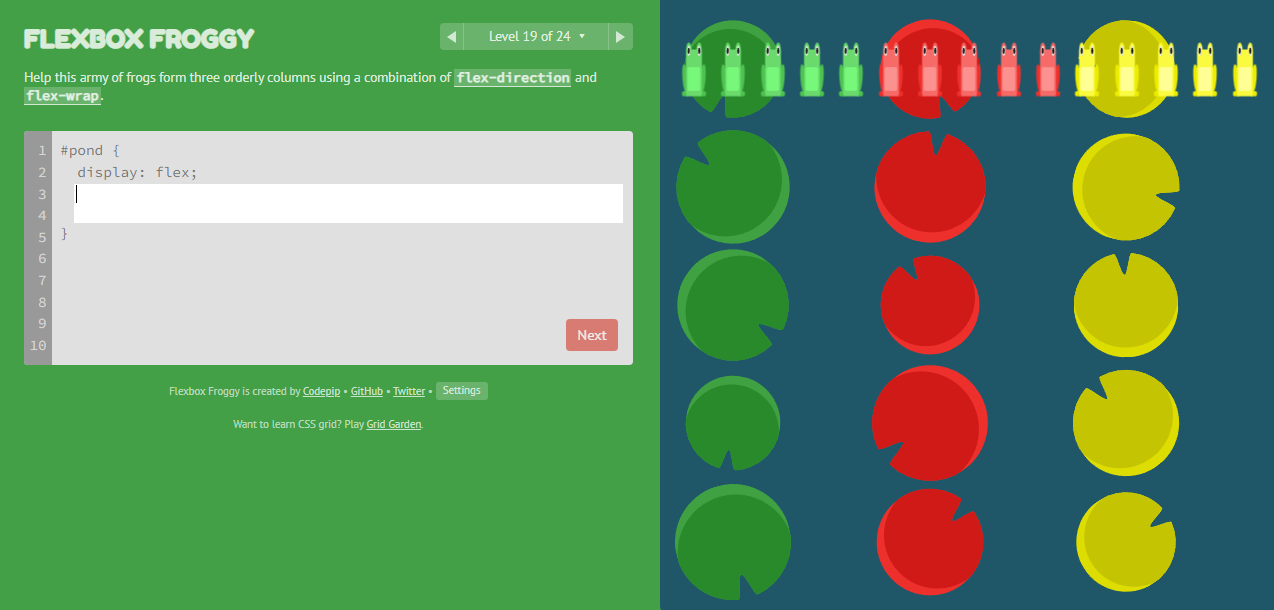 FLEXBOX FROGGY
◀ Level 19 of 24 ▾ ▶
Help this army of frogs form three orderly columns using a combination of flex-direction and
flex-wrap.
1 #pond {
2 display: flex;
3
4
5 }
6
7
8
9
10
Next
Flexbox Froggy is created by Codepip • GitHub • Twitter • Settings
Want to learn CSS grid? Play Grid Garden.